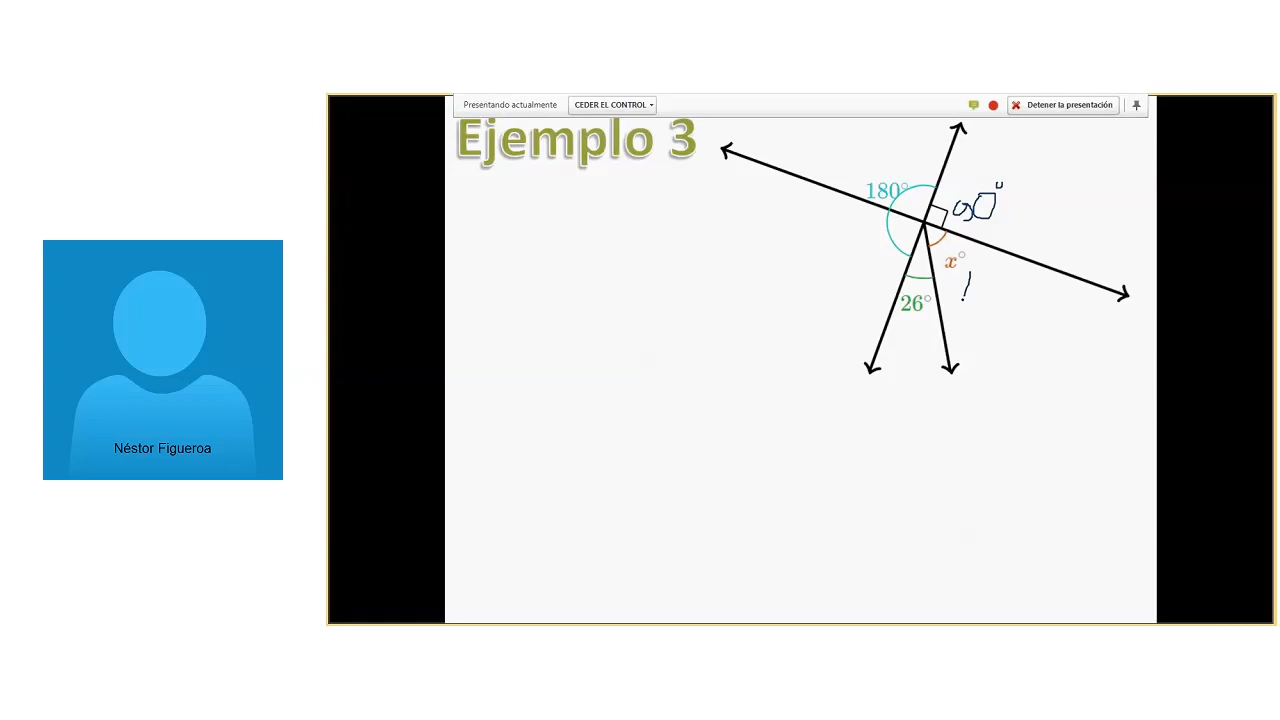 Presentando actualmente CEDER EL CONTROL Detener la presentación
Ejemplo 3
180°
90°
x°
26°
Néstor Figueroa